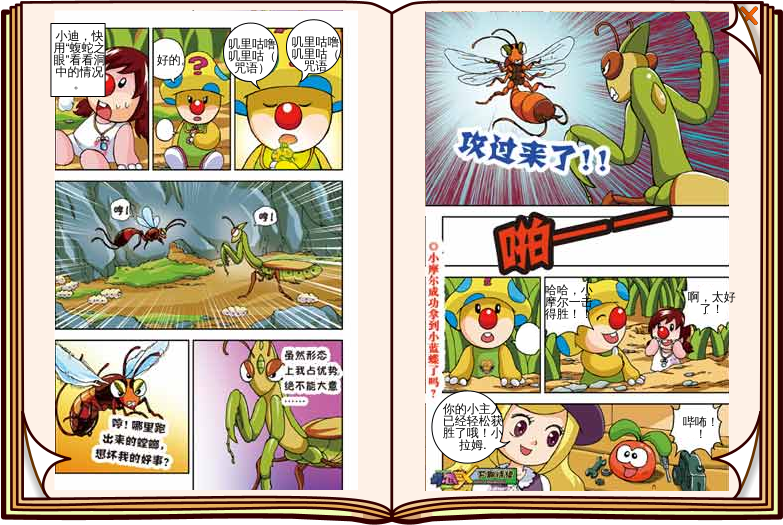 小迪，快
用“蝮蛇之
眼”看看洞
中的情况
。
好的，
?
叽里咕噜
叽里咕（
咒语）
叽里咕噜
叽里咕（
咒语
哼！
哼！
哼！哪里跑
出来的螳螂，
想坏我的好事？
虽然形态
上我占优势，
绝不能大意
……
攻过来了！！
啪———
◎小摩尔成功拿到小蓝蝶了吗？
哈哈，小
摩尔一击
得胜！！
啊，太好
了！
你的小主人
已经轻松获
胜了哦！小
拉姆.
哔咘！
！